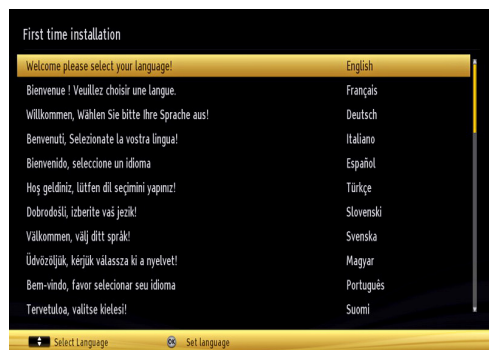 First time installation
Welcome please select your language! English
Bienvenue ! Veuillez choisir une langue. Français
Willkommen, Wählen Sie bitte Ihre Sprache aus! Deutsch
Benvenuti, Selezionate la vostra lingua! Italiano
Bienvenido, seleccione un idioma Español
Hoş geldiniz, lütfen dil seçimini yapınız! Türkçe
Dobrodošli, izberite vaš jezik! Slovenski
Välkommen, välj ditt språk! Svenska
Üdvözöljük, kérjük válassza ki a nyelvet! Magyar
Bem-vindo, favor selecionar seu idioma Português
Tervetuloa, valitse kielesi! Suomi
Select Language OK Set language